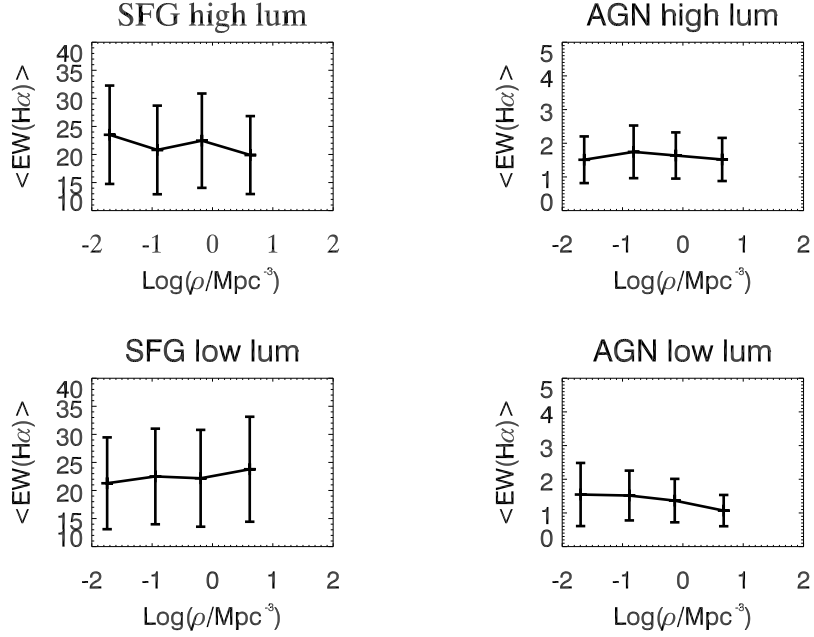 SFG high lum
<EW(Hα)>
40
35
30
25
20
15
10
-2 -1 0 1 2
Log(ρ/Mpc⁻³)
AGN high lum
<EW(Hα)>
5
4
3
2
1
0
-2 -1 0 1 2
Log(ρ/Mpc⁻³)
SFG low lum
<EW(Hα)>
40
35
30
25
20
15
10
-2 -1 0 1 2
Log(ρ/Mpc⁻³)
AGN low lum
<EW(Hα)>
5
4
3
2
1
0
-2 -1 0 1 2
Log(ρ/Mpc⁻³)